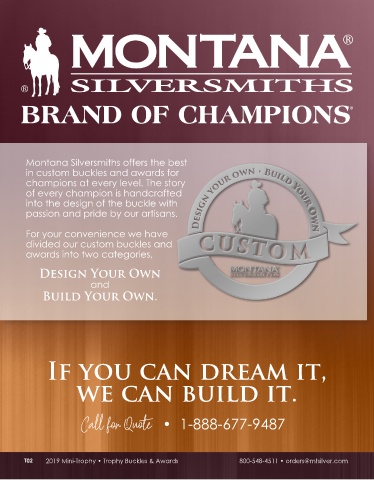 MONTANA®
® SILVERSMITHS
BRAND OF CHAMPIONS®
Montana Silversmiths offers the best
in custom buckles and awards for
champions at every level. The story
of every champion is handcrafted
into the design of the buckle with
passion and pride by our artisans.
For your convenience we have
divided our custom buckles and
awards into two categories,
DESIGN YOUR OWN
and
BUILD YOUR OWN.
DESIGN YOUR OWN • BUILD YOUR OWN
CUSTOM
MONTANA
SILVERSMITHS
IF YOU CAN DREAM IT,
WE CAN BUILD IT.
Call for Quote • 1-888-677-9487
102 2019 Mini-Trophy • Trophy Buckles & Awards 800-548-4511 • orders@mhsilver.com